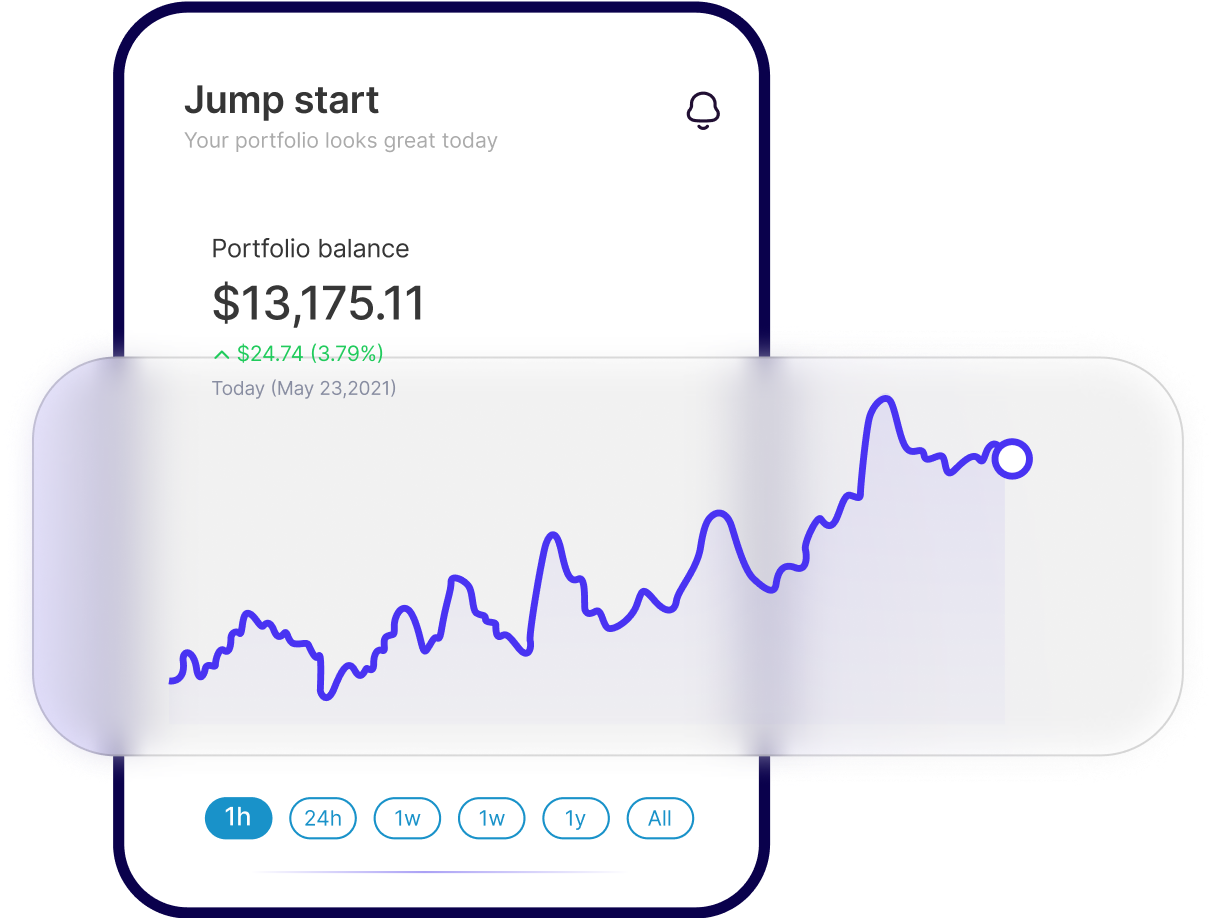 Jump start
Your portfolio looks great today
Portfolio balance
$13,175.11
$24.74 (3.79%)
Today (May 23,2021)
1h 24h 1w 1w 1y All